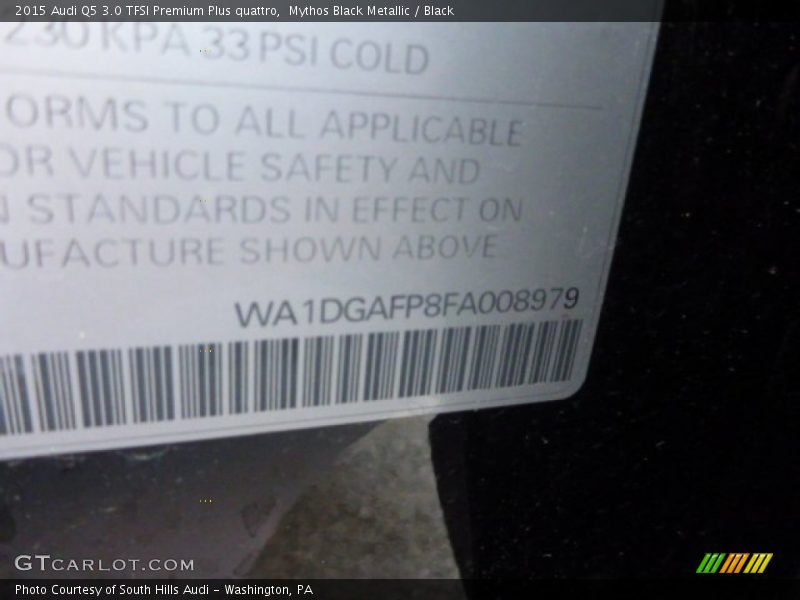 2015 Audi Q5 3.0 TFSI Premium Plus quattro,  Mythos Black Metallic / Black
230 KPA 33 PSI COLD
ORMS TO ALL APPLICABLE
OR VEHICLE SAFETY AND
N STANDARDS IN EFFECT ON
UFACTURE SHOWN ABOVE
WA1DGAFP8FA008979
GTCARLOT.COM
Photo Courtesy of South Hills Audi - Washington, PA